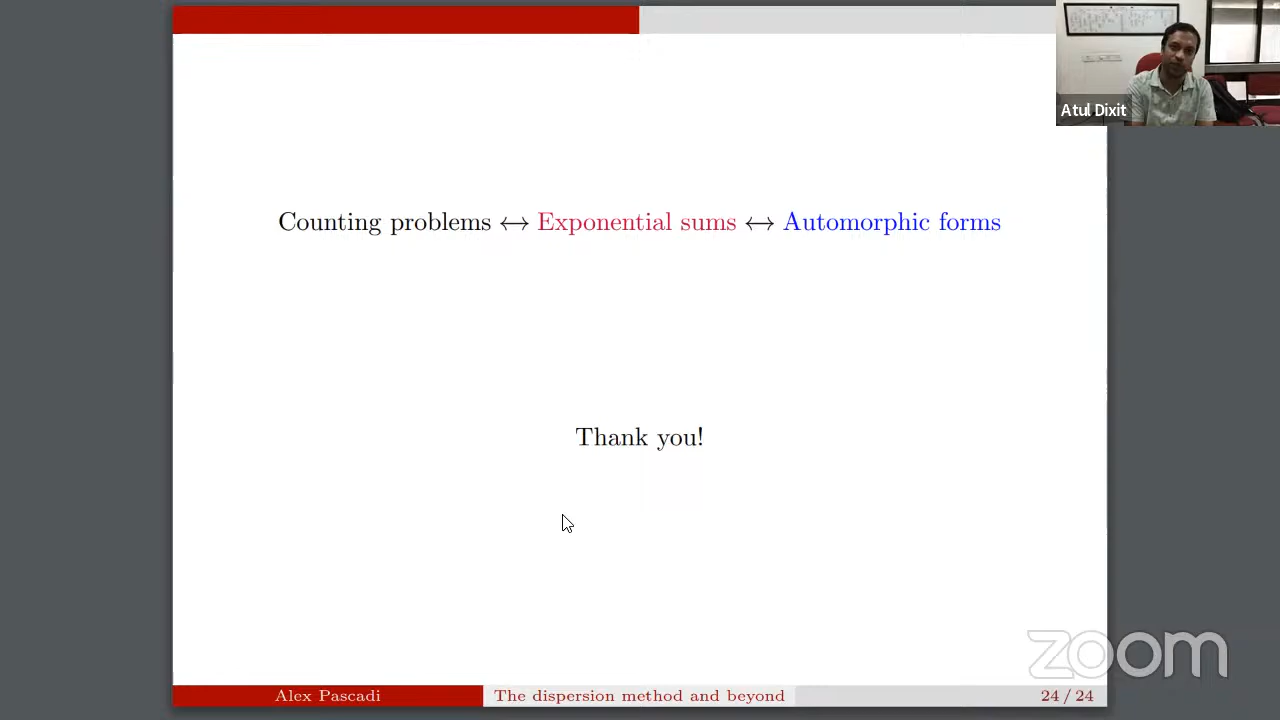 Atul Dixit
Counting problems ↔ Exponential sums ↔ Automorphic forms
Thank you!
zoom
Alex Pascadi The dispersion method and beyond 24 / 24